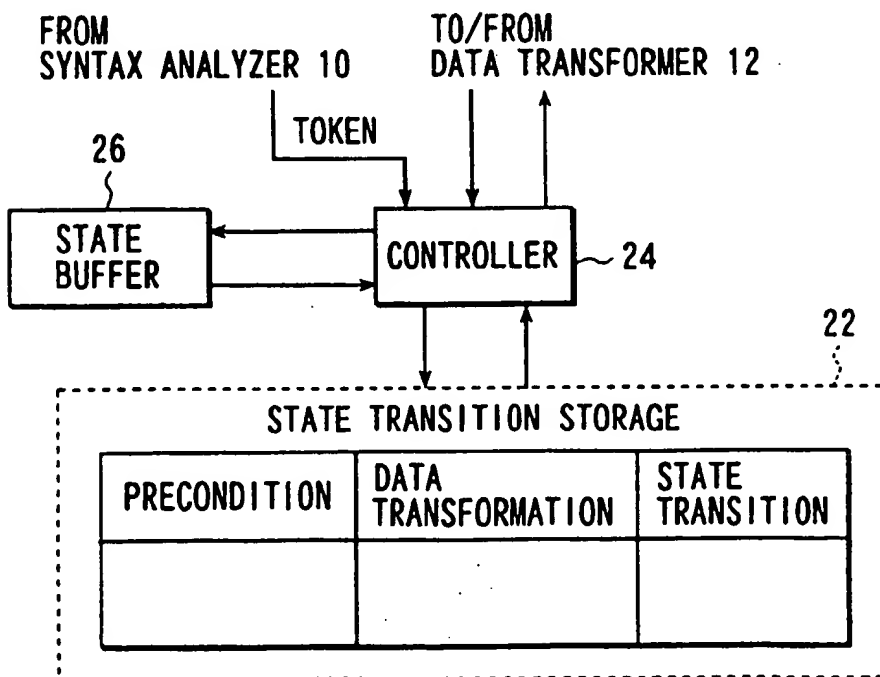 FROM
SYNTAX ANALYZER 10
TO/FROM
DATA TRANSFORMER 12
TOKEN
26
STATE
BUFFER
CONTROLLER
24
22
STATE TRANSITION STORAGE
PRECONDITION
DATA
TRANSFORMATION
STATE
TRANSITION